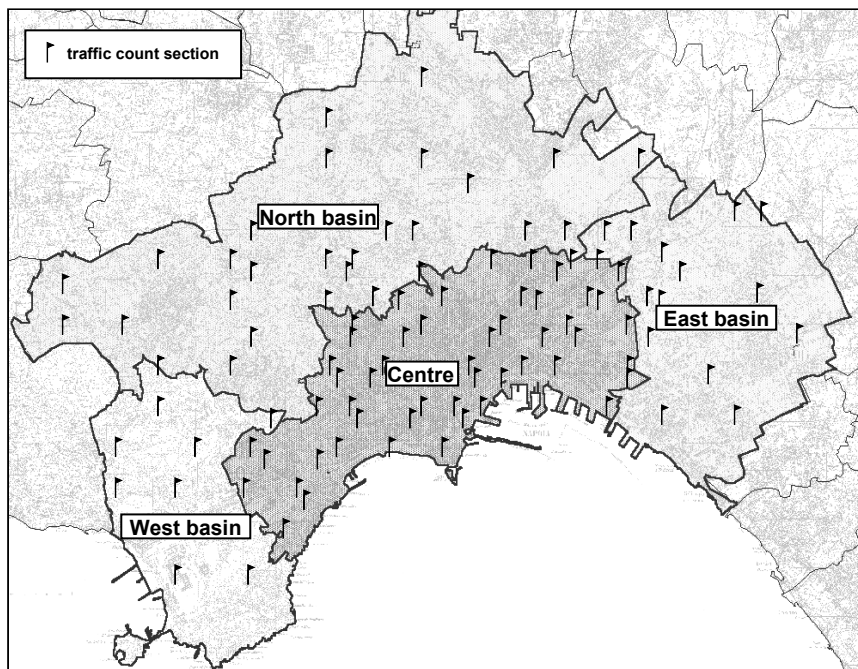 traffic count section
North basin
East basin
Centre
West basin